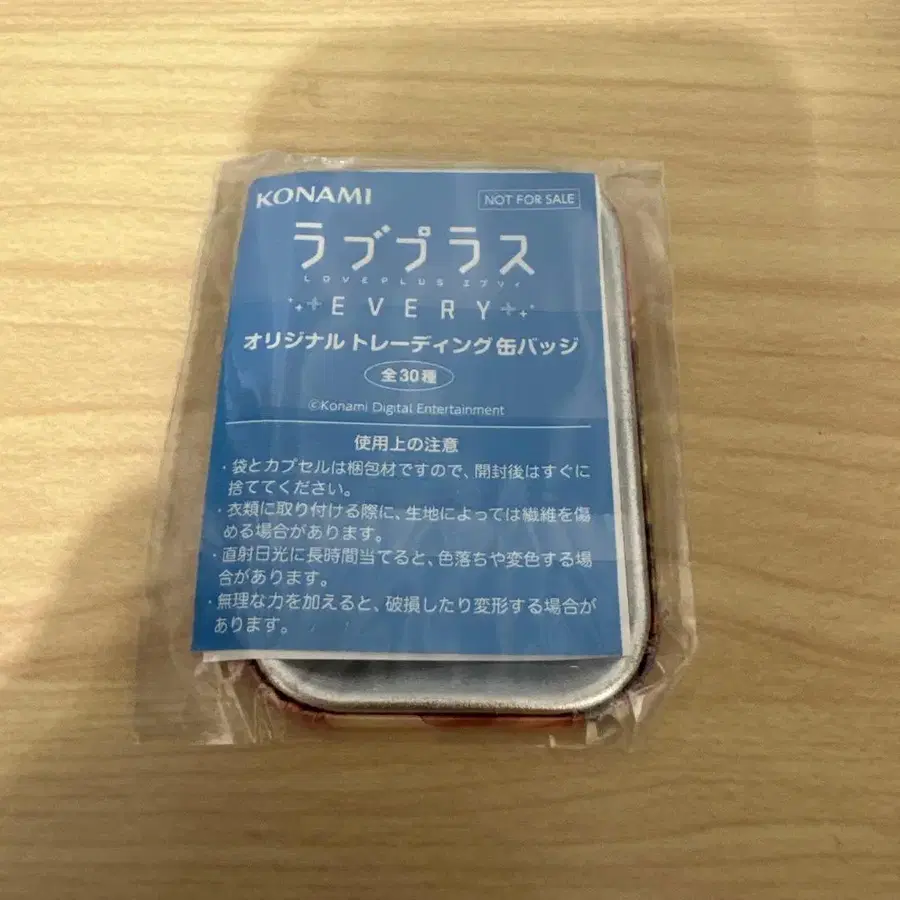 KONAMI
NOT FOR SALE
ラブプラス
LOVEPLUS エブリィ
EVERY
オリジナルトレーディング缶バッジ
全30種
©Konami Digital Entertainment
使用上の注意
・袋とカプセルは梱包材ですので、開封後はすぐに
捨ててください。
・衣類に取り付ける際に、生地によっては繊維を傷
める場合があります。
・直射日光に長時間当てると、色落ちや変色する場
合があります。
・無理な力を加えると、破損したり変形する場合が
あります。